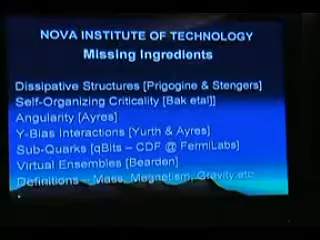 NOVA INSTITUTE OF TECHNOLOGY
Missing Ingredients
Dissipative Structures [Prigogine & Stengers]
Self-Organizing Criticality [Bak etal]]
Angularity [Ayres]
Y-Bias Interactions [Yurth & Ayres]
Sub-Quarks [qBits – CDF @ FermiLabs]
Virtual Ensembles [Bearden]
Definitions – Mass, Magnetism, Gravity,etc